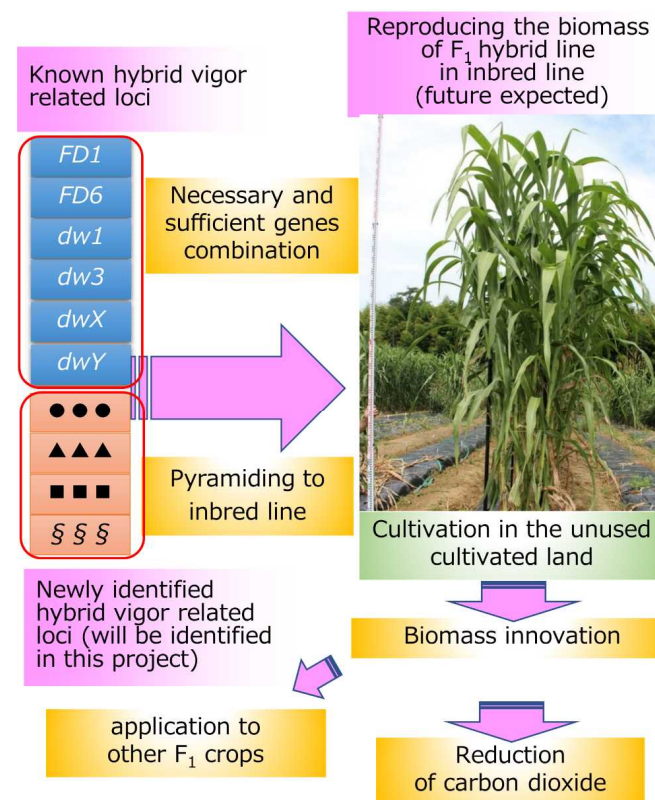 Known hybrid vigor
related loci
FD1
FD6
dw1
dw3
dwX
dwY
●●●
▲▲▲
■■■
§§§
Newly identified
hybrid vigor related
loci (will be identified
in this project)
Necessary and
sufficient genes
combination
Pyramiding to
inbred line
Reproducing the biomass
of F₁ hybrid line
in inbred line
(future expected)
Cultivation in the unused
cultivated land
Biomass innovation
application to
other F₁ crops
Reduction
of carbon dioxide